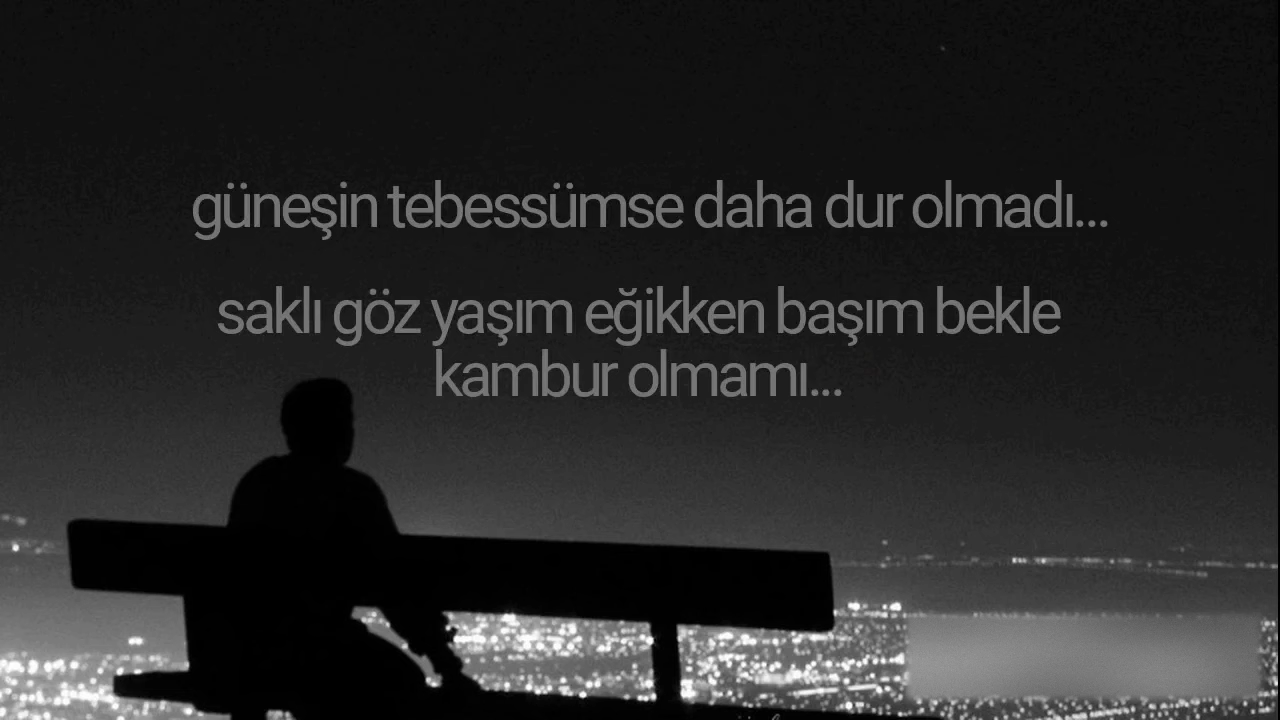 güneşin tebessümse daha dur olmadı...
saklı göz yaşım eğikken başım bekle
kambur olmamı...